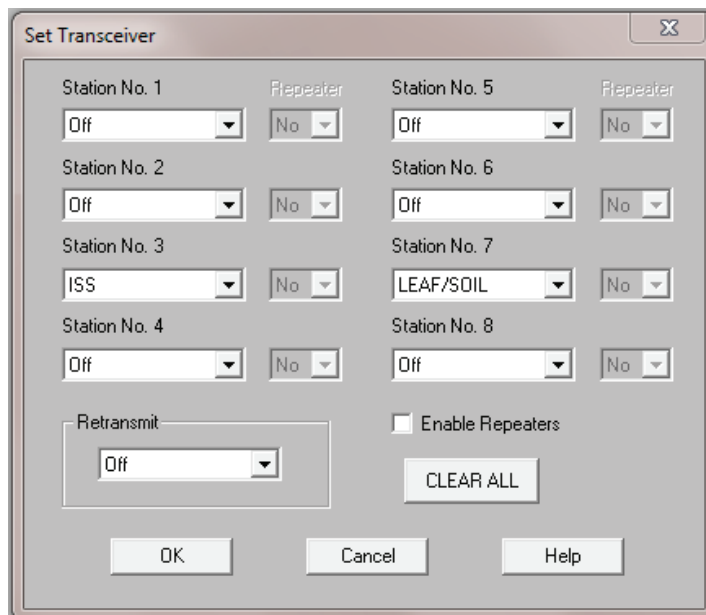 Set Transceiver
Station No. 1 Repeater Station No. 5 Repeater
Off No Off No
Station No. 2 Station No. 6
Off No Off No
Station No. 3 Station No. 7
ISS No LEAF/SOIL No
Station No. 4 Station No. 8
Off No Off No
Retransmit Enable Repeaters
Off CLEAR ALL
OK Cancel Help